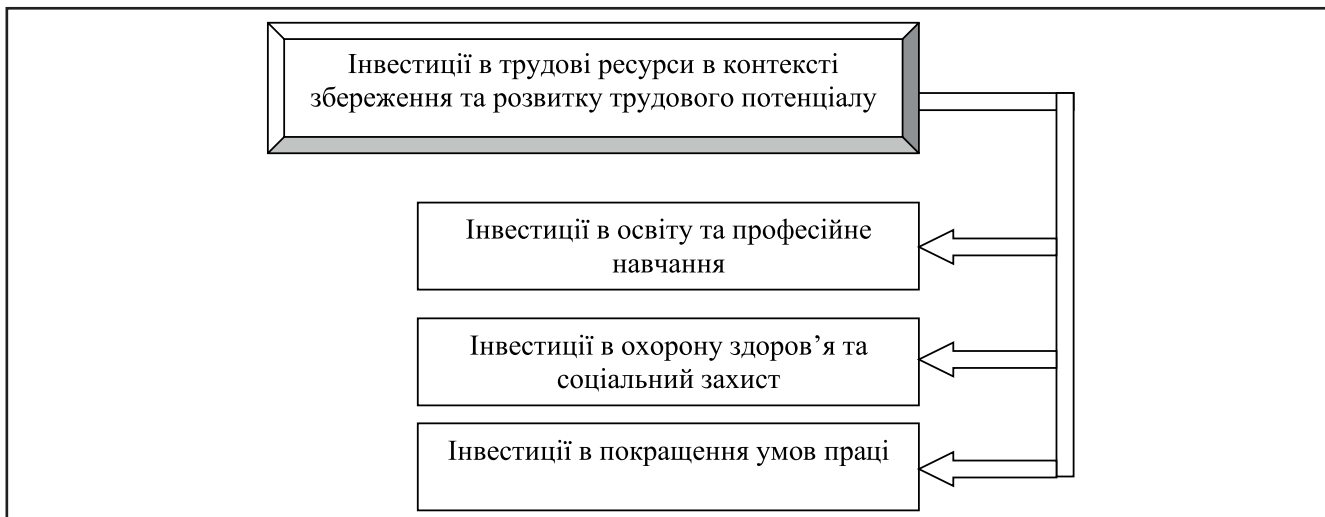 Інвестиції в трудові ресурси в контексті
збереження та розвитку трудового потенціалу
Інвестиції в освіту та професійне
навчання
Інвестиції в охорону здоров’я та
соціальний захист
Інвестиції в покращення умов праці